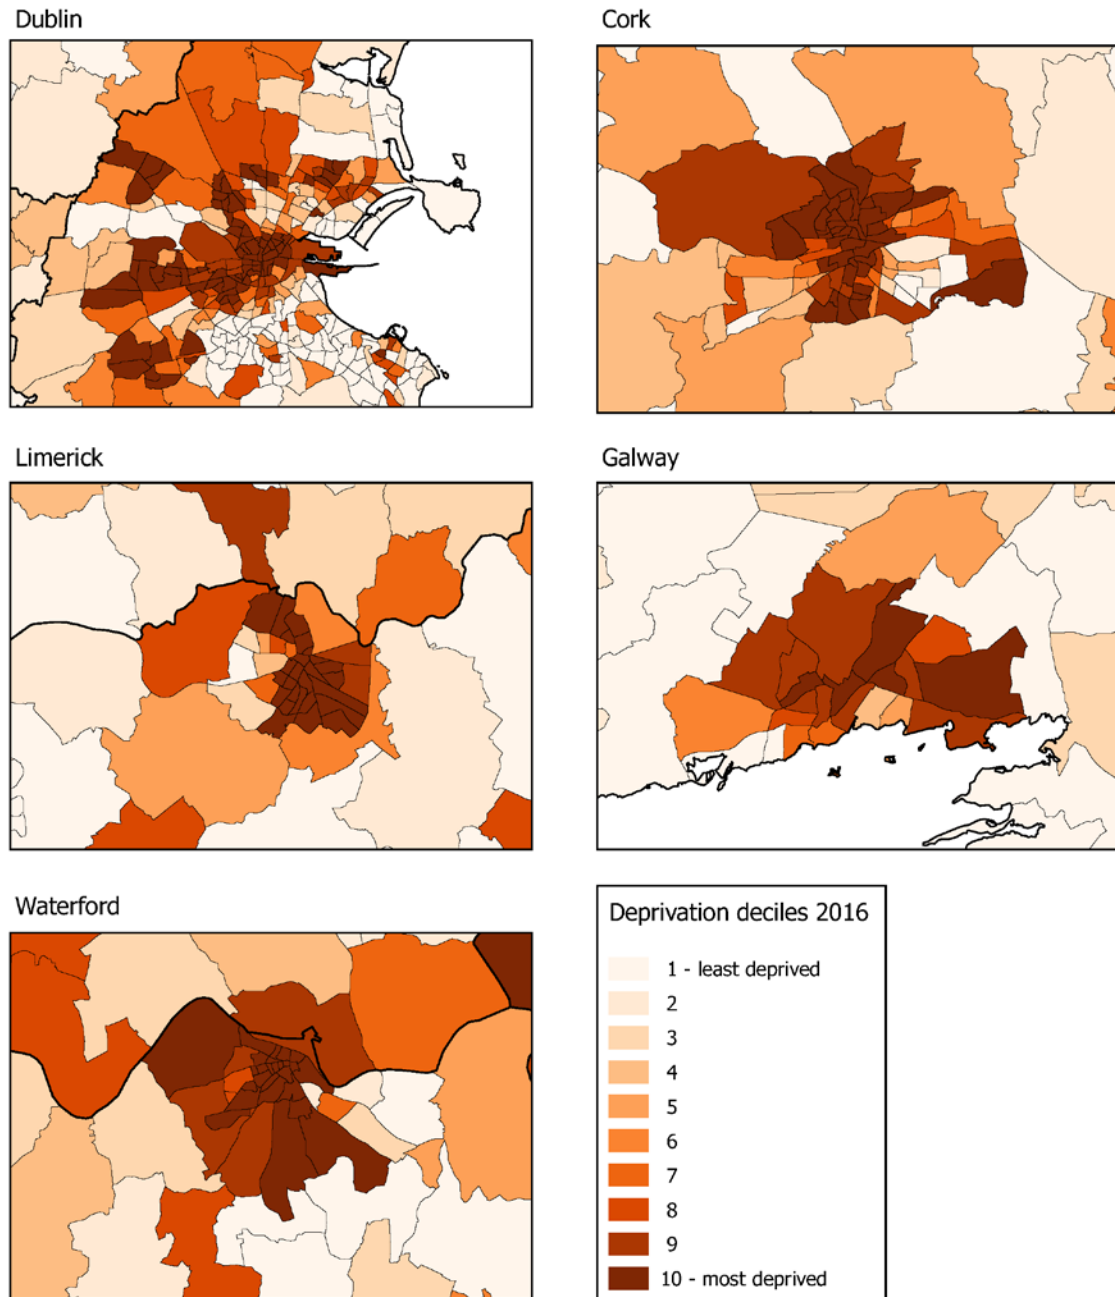 Dublin
Cork
Limerick
Galway
Waterford
Deprivation deciles 2016
1 - least deprived
2
3
4
5
6
7
8
9
10 - most deprived